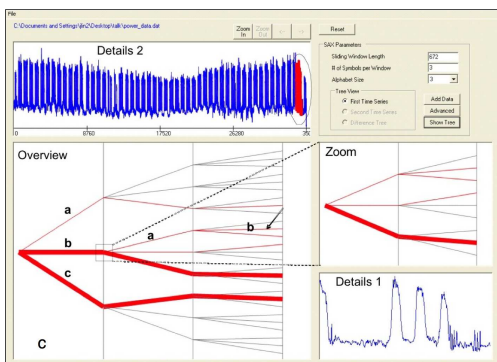 File
C:\Documents and Settings\jlin2\Desktop\talk\power_data.dat
Zoom In
Zoom Out
<--
-->
Reset
Details 2
0 8760 17520 26280 350
SAX Parameters
Sliding Window Length 672
# of Symbols per Window 3
Alphabet Size 3
Tree View
First Time Series
Second Time Series
Difference Tree
Add Data
Advanced
Show Tree
Overview
a
b
c
a
b
C
Zoom
Details 1